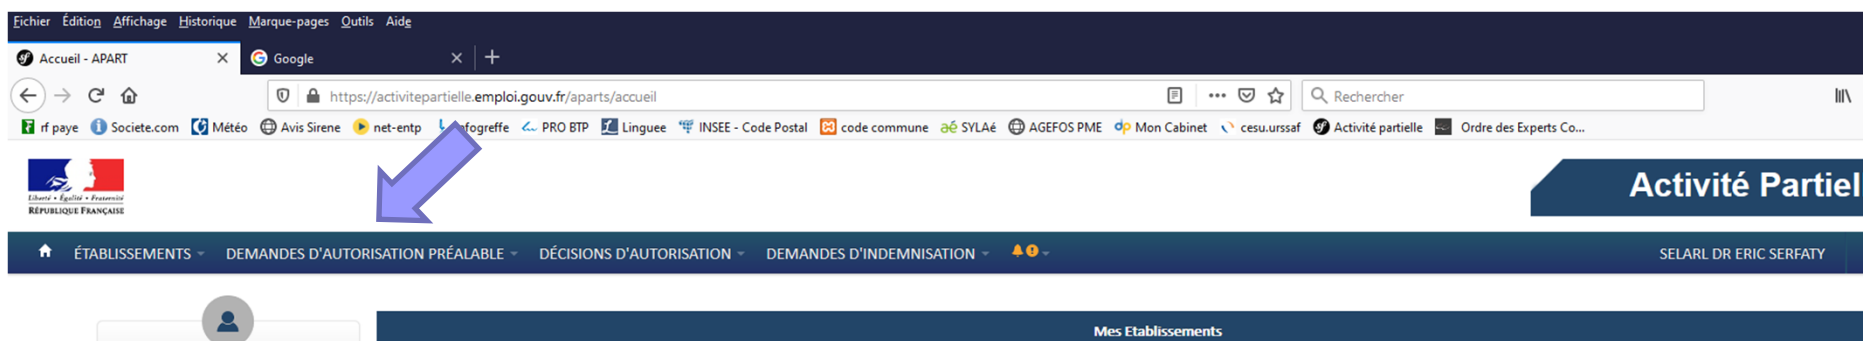 Fichier Édition Affichage Historique Marque-pages Outils Aide
Accueil - APART Google
https://activitepartielle.emploi.gouv.fr/aparts/accueil Rechercher
rf paye Societe.com Météo Avis Sirene net-entp PRO BTP Linguee INSEE - Code Postal code commune SYLAé AGEFOS PME Mon Cabinet cesu.urssaf Activité partielle Ordre des Experts Co...
Liberté • Égalité • Fraternité
RÉPUBLIQUE FRANÇAISE
Activité Partiel
ÉTABLISSEMENTS DEMANDES D'AUTORISATION PRÉALABLE DÉCISIONS D'AUTORISATION DEMANDES D'INDEMNISATION SELARL DR ERIC SERFATY
Mes Etablissements